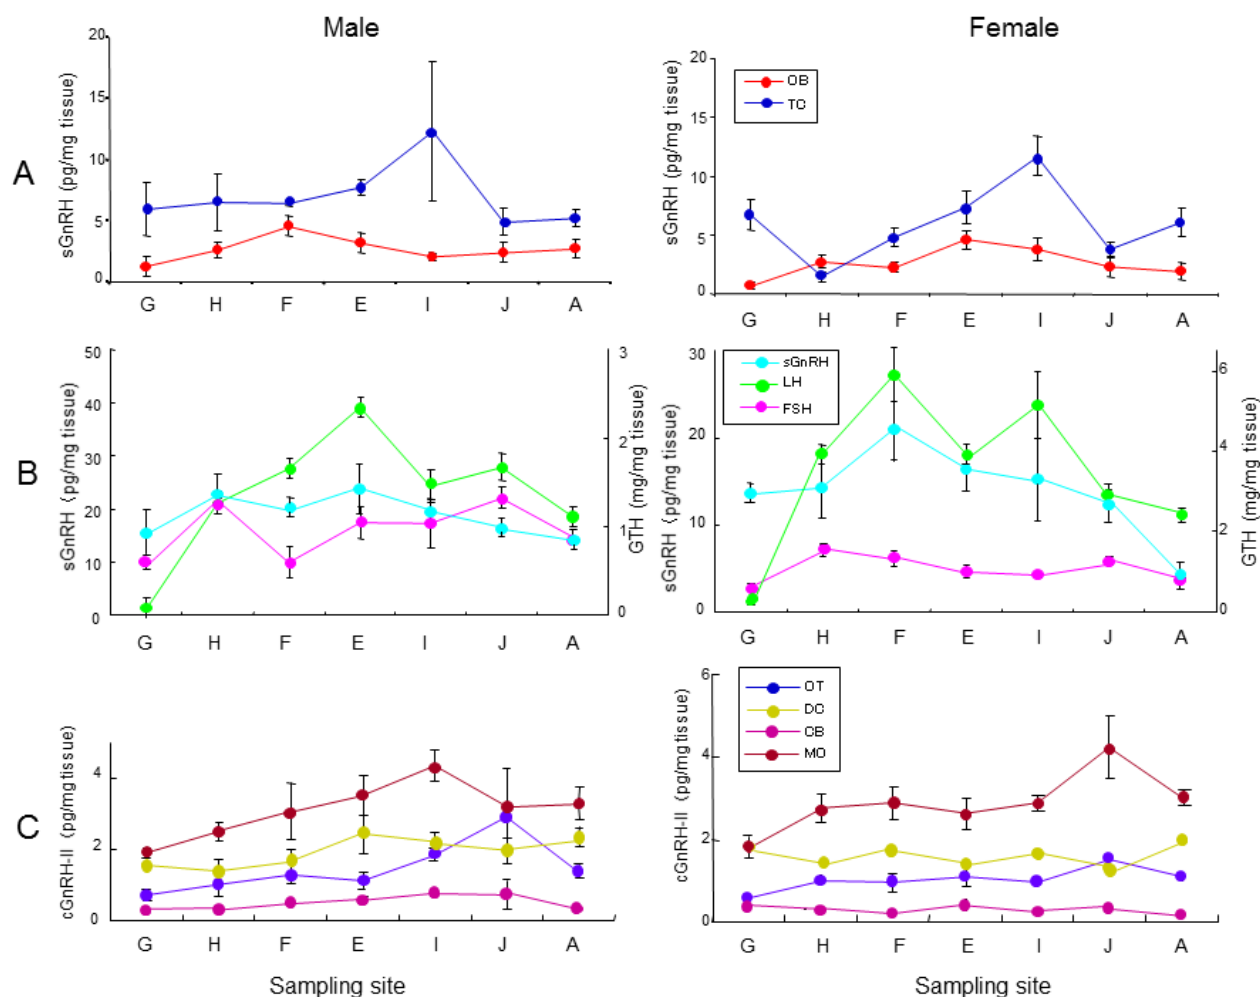 Male
Female
A
sGnRH (pg/mg tissue)
20
15
10
5
0
G H F E I J A
sGnRH (pg/mg tissue)
20
15
10
5
0
OB
TC
G H F E I J A
B
sGnRH (pg/mg tissue)
50
40
30
20
10
0
3
2
1
0
GTH (mg/mg tissue)
G H F E I J A
sGnRH (pg/mg tissue)
30
20
10
0
sGnRH
LH
FSH
6
4
2
0
GTH (mg/mg tissue)
G H F E I J A
C
cGnRH-II (pg/mgtissue)
4
2
0
G H F E I J A
Sampling site
cGnRH-II (pg/mgtissue)
6
4
2
0
OT
DC
CB
MO
G H F E I J A
Sampling site